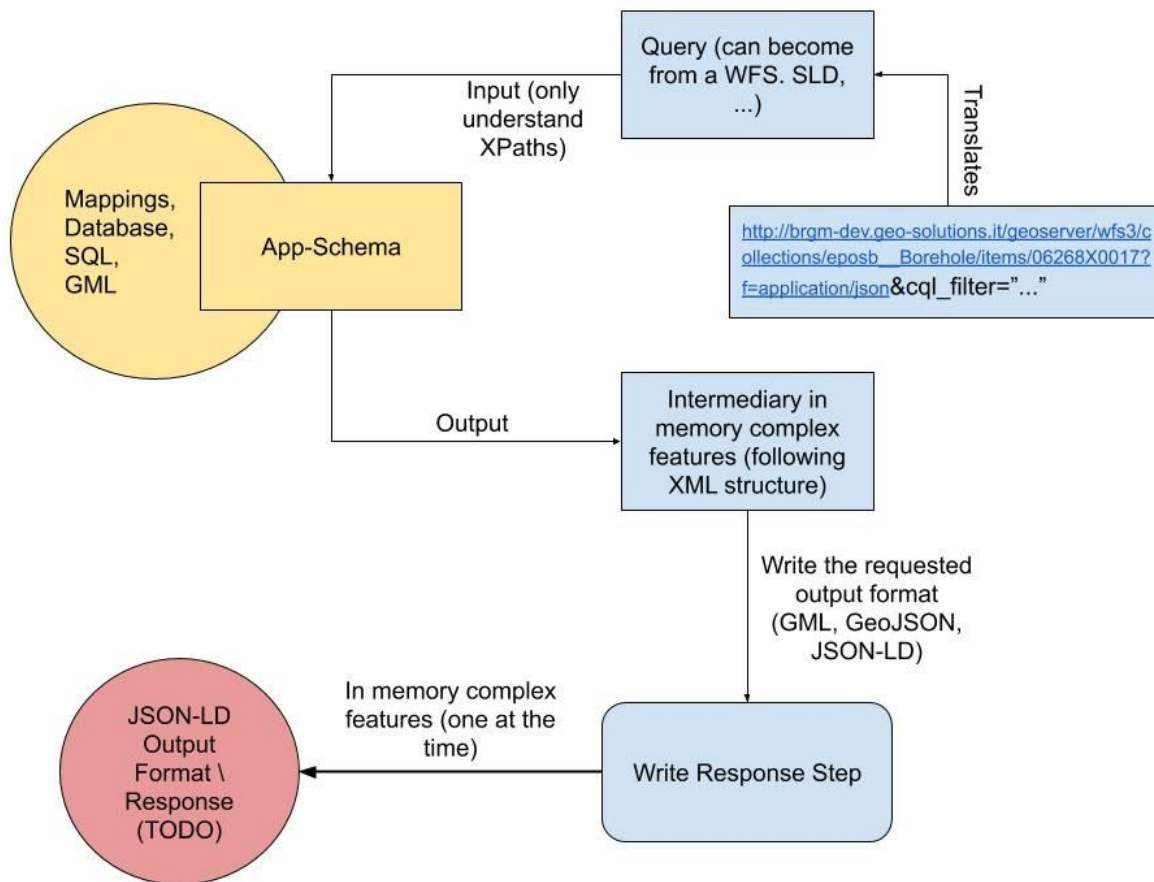 Query (can become
from a WFS. SLD,
...)
Input (only
understand
XPaths)
Translates
Mappings,
Database,
SQL,
GML
App-Schema
http://brgm-dev.geo-solutions.it/geoserver/wfs3/c
ollections/eposb__Borehole/items/06268X0017?
f=application/json&cql_filter=”...”
Output
Intermediary in
memory complex
features (following
XML structure)
Write the requested
output format
(GML, GeoJSON,
JSON-LD)
In memory complex
features (one at the
time)
JSON-LD
Output
Format \
Response
(TODO)
Write Response Step